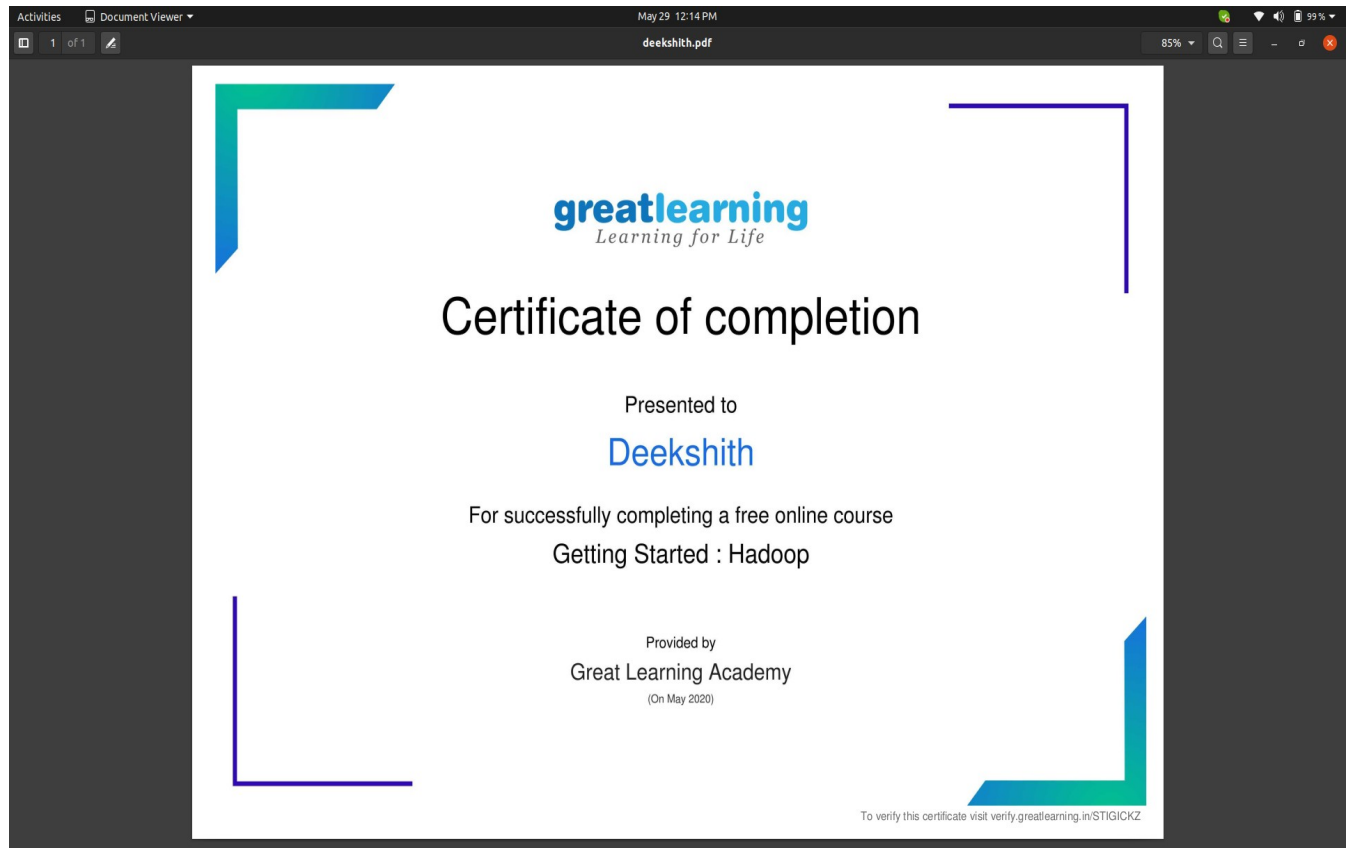 Activities Document Viewer May 29 12:14 PM 99 %
1 of 1 deekshith.pdf 85%
greatlearning
Learning for Life
Certificate of completion
Presented to
Deekshith
For successfully completing a free online course
Getting Started : Hadoop
Provided by
Great Learning Academy
(On May 2020)
To verify this certificate visit verify.greatlearning.in/STIGICKZ